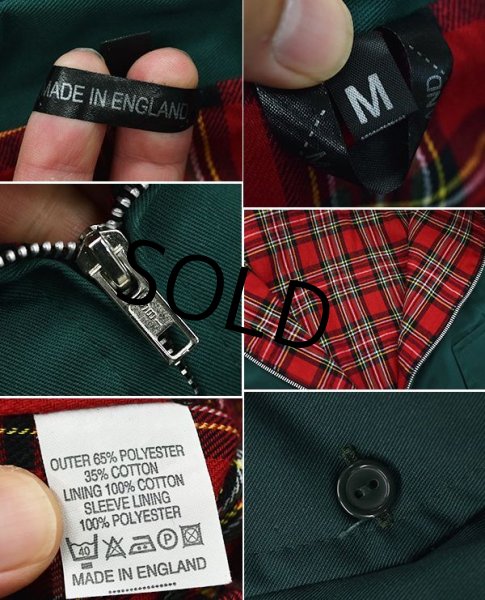 MADE IN ENGLAND
M
SOLD
OUTER 65% POLYESTER
35% COTTON
LINING 100% COTTON
SLEEVE LINING
100% POLYESTER
40
MADE IN ENGLAND